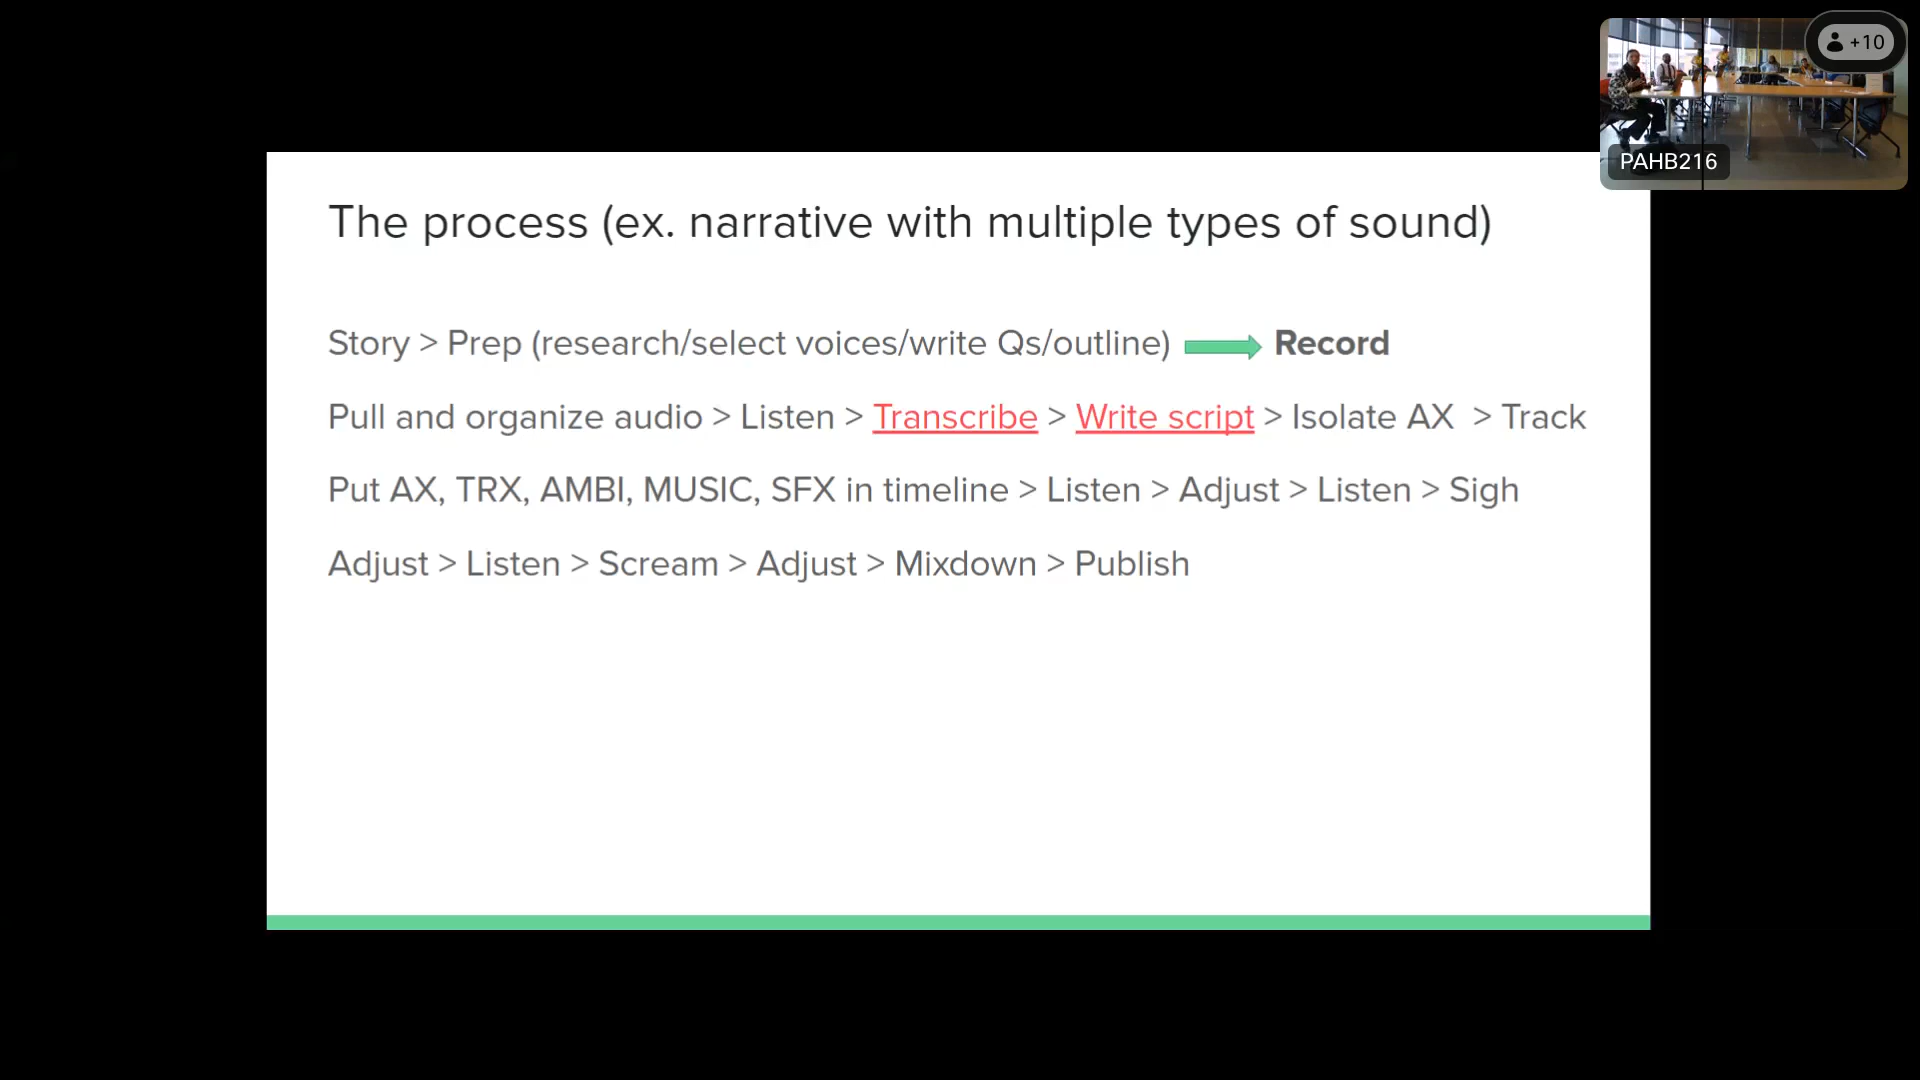 +10
PAHB216
The process (ex. narrative with multiple types of sound)
Story > Prep (research/select voices/write Qs/outline) Record
Pull and organize audio > Listen > Transcribe > Write script > Isolate AX > Track
Put AX, TRX, AMBI, MUSIC, SFX in timeline > Listen > Adjust > Listen > Sigh
Adjust > Listen > Scream > Adjust > Mixdown > Publish